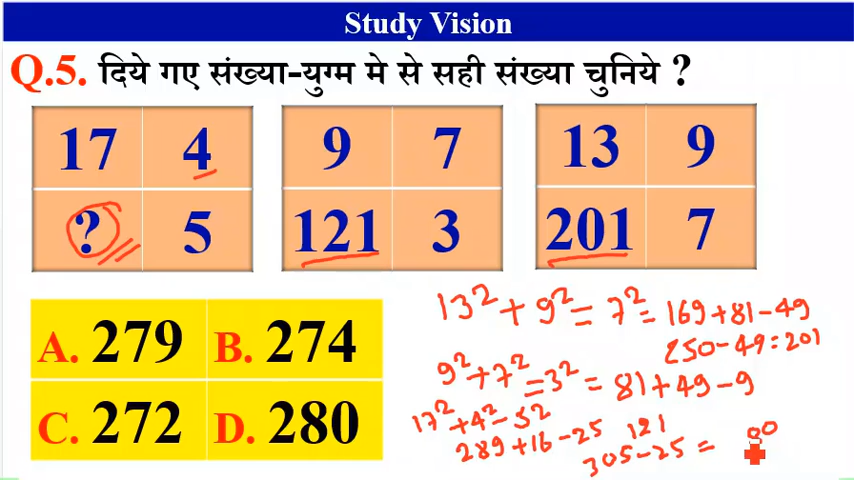 Study Vision
Q.5. दिये गए संख्या-युग्म मे से सही संख्या चुनिये ?
17 4 9 7 13 9
? 5 121 3 201 7
A. 279 B. 274
C. 272 D. 280
13² + 9² = 7² = 169+81-49
250-49=201
9² + 7² = 3² = 81+49-9
121
17² + 4² - 5²
289+16-25
305-25 =